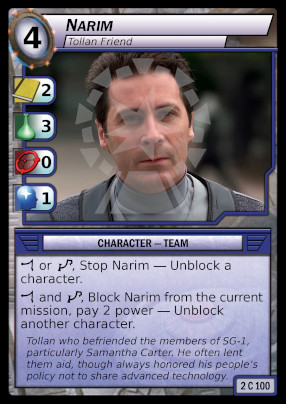 4
NARIM
Tollan Friend
2
3
0
1
CHARACTER – TEAM
or , Stop Narim — Unblock a
character.
and , Block Narim from the current
mission, pay 2 power — Unblock
another character.
Tollan who befriended the members of SG-1,
particularly Samantha Carter. He often lent
them aid, though always honored his people's
policy not to share advanced technology.
2 C 100